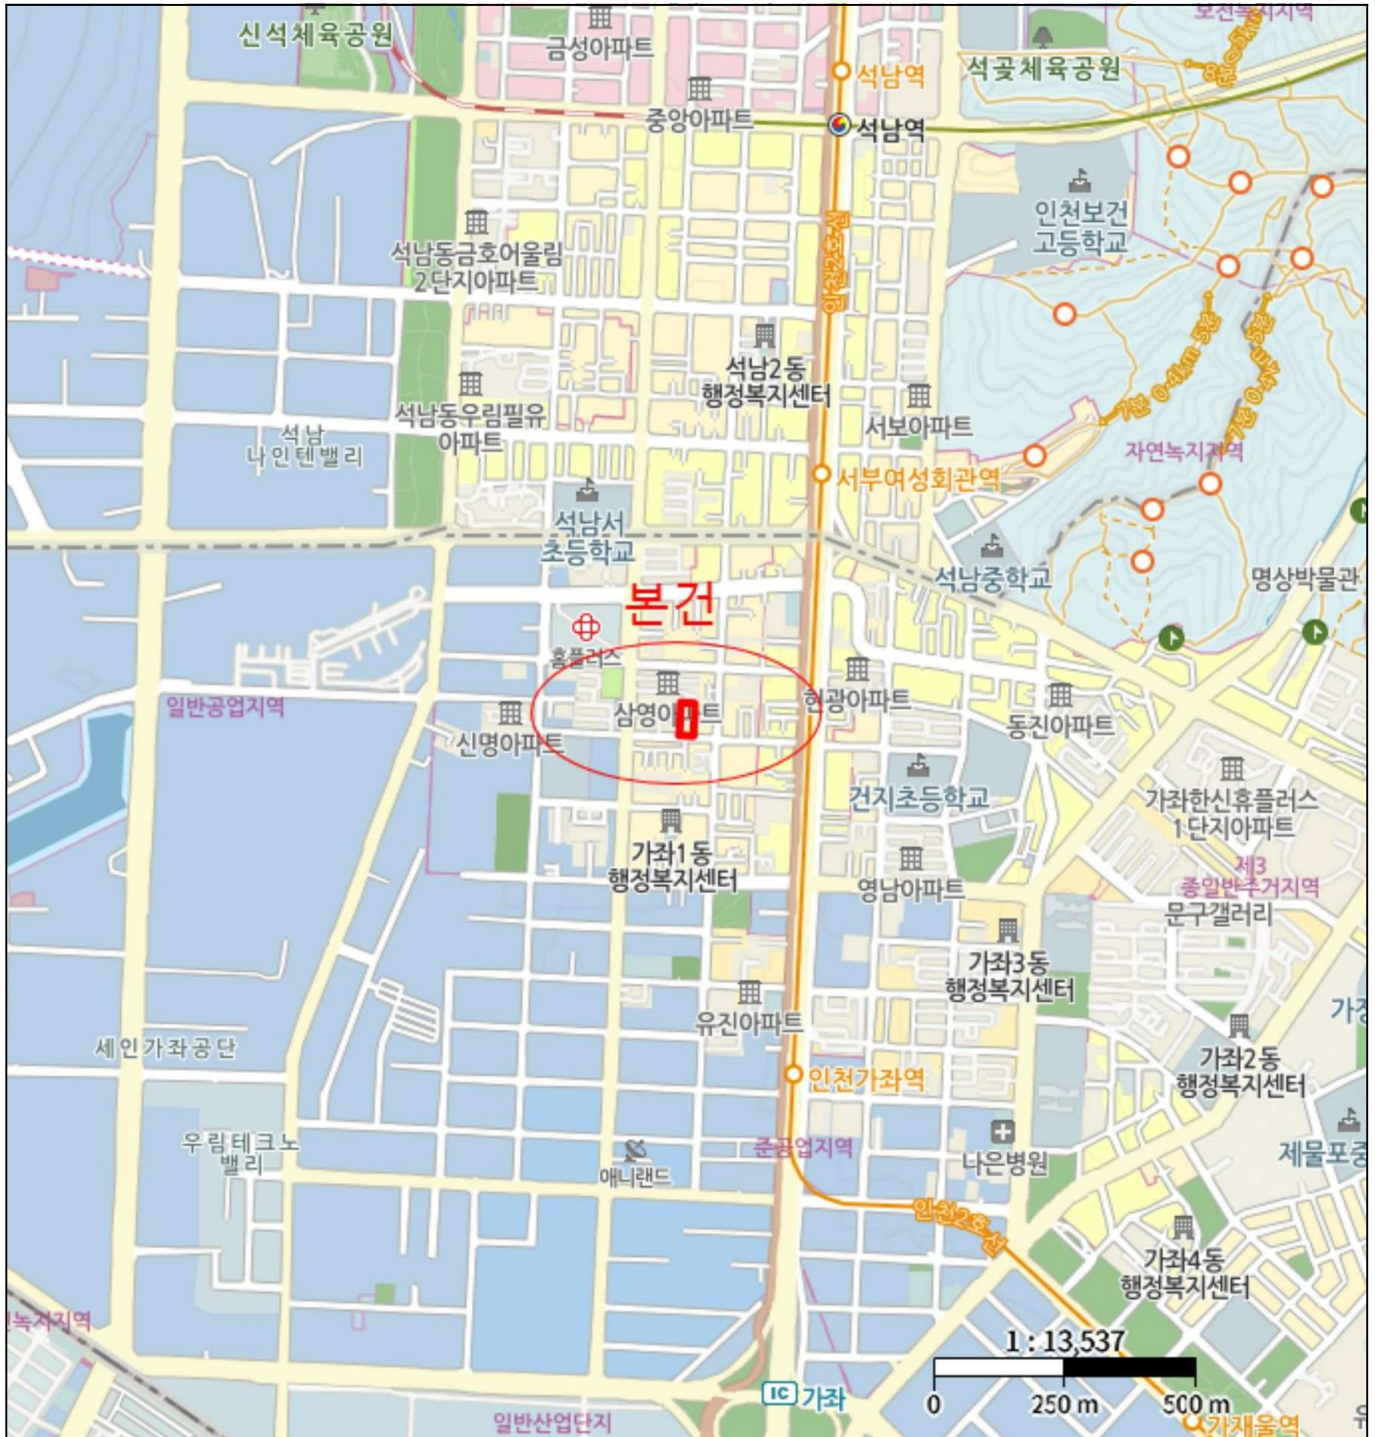 보전녹지지역
신석체육공원
금성아파트
석남역
석곶체육공원
중앙아파트
석남역
인천보건
고등학교
석남동금호어울림
2단지아파트
인천2호선
석남2동
행정복지센터
서보아파트
석남동우림필유
아파트
석남
나인텐밸리
자연녹지지역
서부여성회관역
석남서
초등학교
석남중학교
명상박물관
본건
홈플러스
일반공업지역
삼영아파트
현광아파트
동진아파트
신명아파트
건지초등학교
가좌한신휴플러스
1단지아파트
가좌1동
행정복지센터
영남아파트
제3
종일반주거지역
문구갤러리
가좌3동
행정복지센터
유진아파트
세인가좌공단
인천가좌역
가좌2동
행정복지센터
우림테크노
밸리
준공업지역
나은병원
제물포중
애니랜드
인천2호선
가좌4동
행정복지센터
녹지지역
1 : 13,537
IC 가좌
0 250 m 500 m
일반산업단지
가재울역